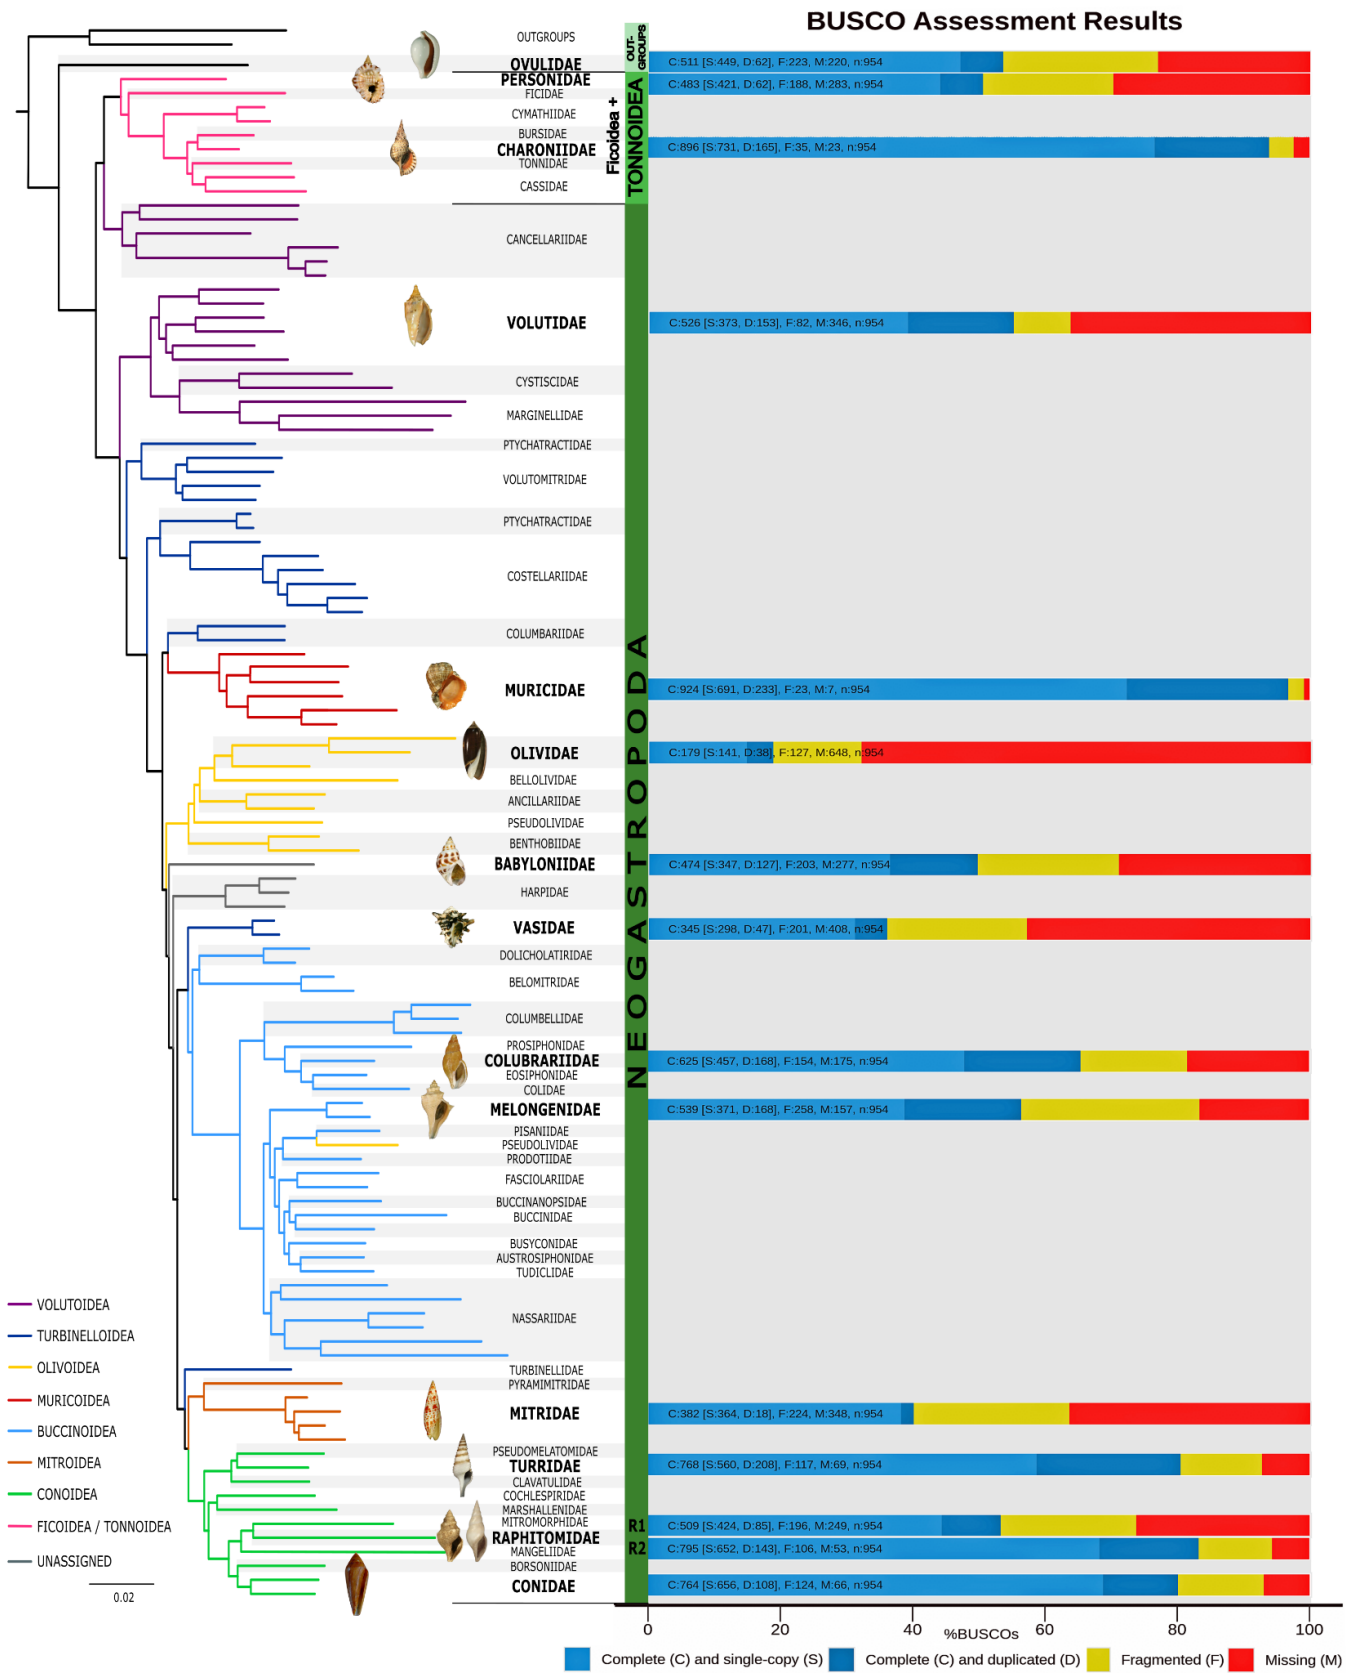 BUSCO Assessment Results
OUTGROUPS
OUT-
GROUPS
OVULIDAE
C:511 [S:449, D:62], F:223, M:220, n:954
PERSONIDAE
C:483 [S:421, D:62], F:188, M:283, n:954
FICIDAE
CYMATHIIDAE
Ficoidea +
TONNOIDEA
BURSIDAE
CHARONIIDAE
C:896 [S:731, D:165], F:35, M:23, n:954
TONNIDAE
CASSIDAE
CANCELLARIIDAE
VOLUTIDAE
C:526 [S:373, D:153], F:82, M:346, n:954
CYSTISCIDAE
MARGINELLIDAE
PTYCHATRACTIDAE
VOLUTOMITRIDAE
PTYCHATRACTIDAE
COSTELLARIIDAE
COLUMBARIIDAE
NEOGASTROPODA
MURICIDAE
C:924 [S:691, D:233], F:23, M:7, n:954
OLIVIDAE
C:179 [S:141, D:38], F:127, M:648, n:954
BELLOLIVIDAE
ANCILLARIIDAE
PSEUDOLIVIDAE
BENTHOBIIDAE
BABYLONIIDAE
C:474 [S:347, D:127], F:203, M:277, n:954
HARPIDAE
VASIDAE
C:345 [S:298, D:47], F:201, M:408, n:954
DOLICHOLATIRIDAE
BELOMITRIDAE
COLUMBELLIDAE
PROSIPHONIDAE
COLUBRARIIDAE
C:625 [S:457, D:168], F:154, M:175, n:954
EOSIPHONIDAE
COLIDAE
MELONGENIDAE
C:539 [S:371, D:168], F:258, M:157, n:954
PISANIIDAE
PSEUDOLIVIDAE
PRODOTIIDAE
FASCIOLARIIDAE
BUCCINANOPSIDAE
BUCCINIDAE
BUSYCONIDAE
AUSTROSIPHONIDAE
TUDICLIDAE
NASSARIIDAE
TURBINELLIDAE
PYRAMIMITRIDAE
MITRIDAE
C:382 [S:364, D:18], F:224, M:348, n:954
PSEUDOMELATOMIDAE
TURRIDAE
C:768 [S:560, D:208], F:117, M:69, n:954
CLAVATULIDAE
COCHLESPIRIDAE
MARSHALLENIDAE
MITROMORPHIDAE
R1
C:509 [S:424, D:85], F:196, M:249, n:954
RAPHITOMIDAE
R2
C:795 [S:652, D:143], F:106, M:53, n:954
MANGELIIDAE
BORSONIIDAE
CONIDAE
C:764 [S:656, D:108], F:124, M:66, n:954
VOLUTOIDEA
TURBINELLOIDEA
OLIVOIDEA
MURICOIDEA
BUCCINOIDEA
MITROIDEA
CONOIDEA
FICOIDEA / TONNOIDEA
UNASSIGNED
0.02
0 20 40 60 80 100
%BUSCOs
Complete (C) and single-copy (S) Complete (C) and duplicated (D) Fragmented (F) Missing (M)